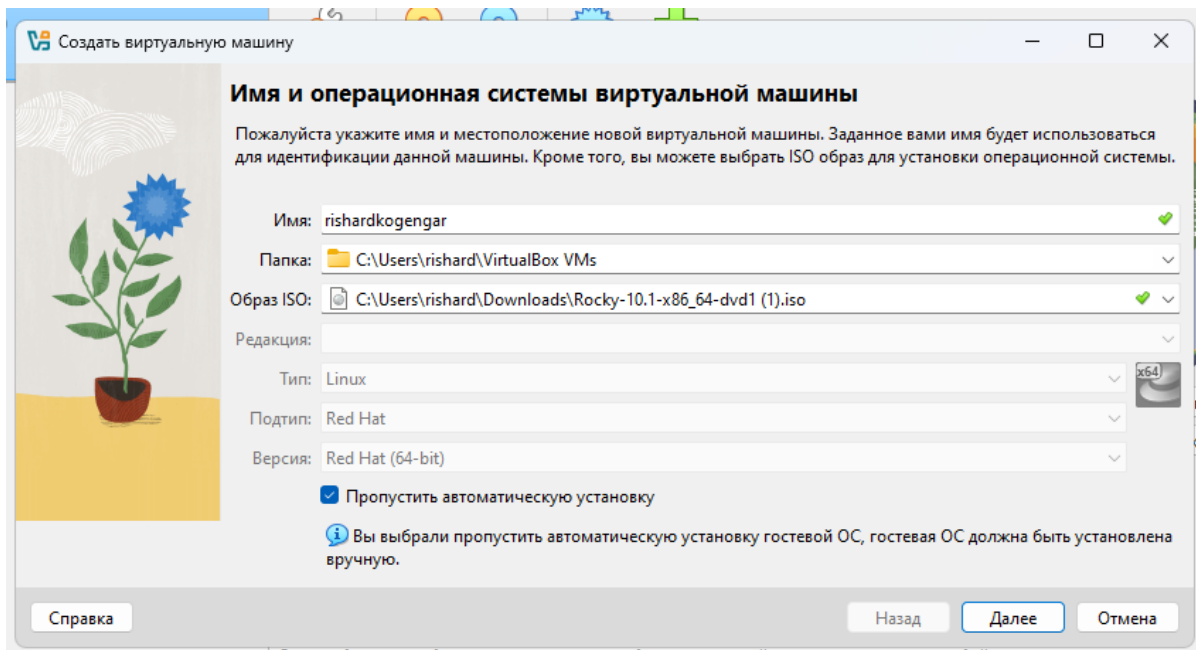 Создать виртуальную машину
Имя и операционная системы виртуальной машины
Пожалуйста укажите имя и местоположение новой виртуальной машины. Заданное вами имя будет использоваться
для идентификации данной машины. Кроме того, вы можете выбрать ISO образ для установки операционной системы.
Имя: rishardkogengar
Папка: C:\Users\rishard\VirtualBox VMs
Образ ISO: C:\Users\rishard\Downloads\Rocky-10.1-x86_64-dvd1 (1).iso
Редакция:
Тип: Linux
x64
Подтип: Red Hat
Версия: Red Hat (64-bit)
Пропустить автоматическую установку
Вы выбрали пропустить автоматическую установку гостевой ОС, гостевая ОС должна быть установлена
вручную.
Справка Назад Далее Отмена